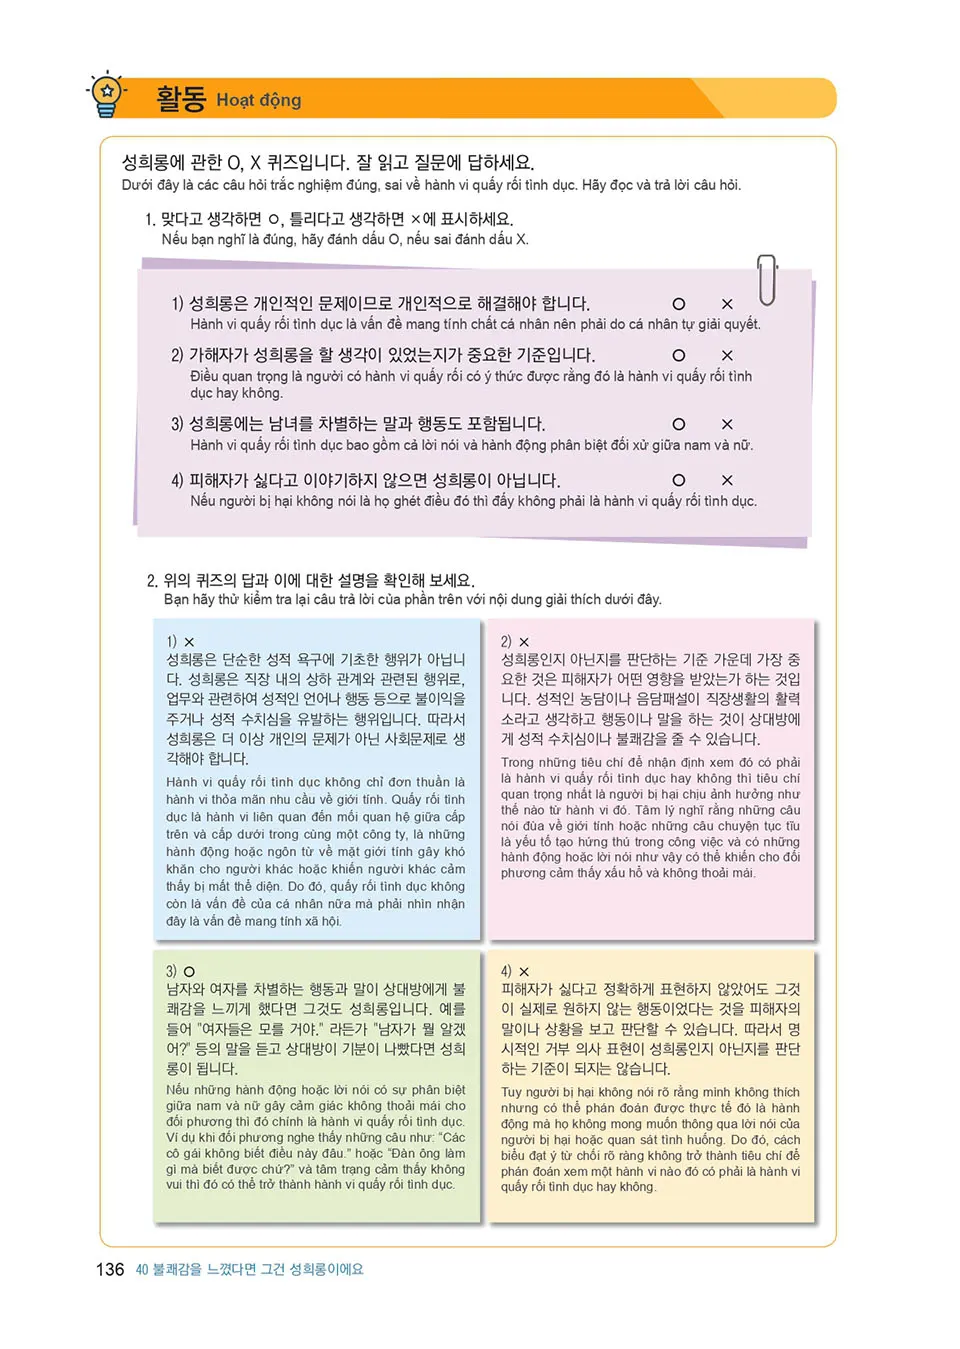 활동 Hoạt động
성희롱에 관한 O, X 퀴즈입니다. 잘 읽고 질문에 답하세요.
Dưới đây là các câu hỏi trắc nghiệm đúng, sai về hành vi quấy rối tình dục. Hãy đọc và trả lời câu hỏi.
1. 맞다고 생각하면 ㅇ, 틀리다고 생각하면 ×에 표시하세요.
Nếu bạn nghĩ là đúng, hãy đánh dấu O, nếu sai đánh dấu X.
1) 성희롱은 개인적인 문제이므로 개인적으로 해결해야 합니다. O ×
Hành vi quấy rối tình dục là vấn đề mang tính chất cá nhân nên phải do cá nhân tự giải quyết.
2) 가해자가 성희롱을 할 생각이 있었는지가 중요한 기준입니다. O ×
Điều quan trọng là người có hành vi quấy rối có ý thức được rằng đó là hành vi quấy rối tình
dục hay không.
3) 성희롱에는 남녀를 차별하는 말과 행동도 포함됩니다. O ×
Hành vi quấy rối tình dục bao gồm cả lời nói và hành động phân biệt đối xử giữa nam và nữ.
4) 피해자가 싫다고 이야기하지 않으면 성희롱이 아닙니다. O ×
Nếu người bị hại không nói là họ ghét điều đó thì đấy không phải là hành vi quấy rối tình dục.
2. 위의 퀴즈의 답과 이에 대한 설명을 확인해 보세요.
Bạn hãy thử kiểm tra lại câu trả lời của phần trên với nội dung giải thích dưới đây.
1) ×
성희롱은 단순한 성적 욕구에 기초한 행위가 아닙니
다. 성희롱은 직장 내의 상하 관계와 관련된 행위로,
업무와 관련하여 성적인 언어나 행동 등으로 불이익을
주거나 성적 수치심을 유발하는 행위입니다. 따라서
성희롱은 더 이상 개인의 문제가 아닌 사회문제로 생
각해야 합니다.
Hành vi quấy rối tình dục không chỉ đơn thuần là
hành vi thỏa mãn nhu cầu về giới tính. Quấy rối tình
dục là hành vi liên quan đến mối quan hệ giữa cấp
trên và cấp dưới trong cùng một công ty, là những
hành động hoặc ngôn từ về mặt giới tính gây khó
khăn cho người khác hoặc khiến người khác cảm
thấy bị mất thể diện. Do đó, quấy rối tình dục không
còn là vấn đề của cá nhân nữa mà phải nhìn nhận
đây là vấn đề mang tính xã hội.
2) ×
성희롱인지 아닌지를 판단하는 기준 가운데 가장 중
요한 것은 피해자가 어떤 영향을 받았는가 하는 것입
니다. 성적인 농담이나 음담패설이 직장생활의 활력
소라고 생각하고 행동이나 말을 하는 것이 상대방에
게 성적 수치심이나 불쾌감을 줄 수 있습니다.
Trong những tiêu chí để nhận định xem đó có phải
là hành vi quấy rối tình dục hay không thì tiêu chí
quan trọng nhất là người bị hại chịu ảnh hưởng như
thế nào từ hành vi đó. Tâm lý nghĩ rằng những câu
nói đùa về giới tính hoặc những câu chuyện tục tĩu
là yếu tố tạo hứng thú trong công việc và có những
hành động hoặc lời nói như vậy có thể khiến cho đối
phương cảm thấy xấu hổ và không thoải mái.
3) O
남자와 여자를 차별하는 행동과 말이 상대방에게 불
쾌감을 느끼게 했다면 그것도 성희롱입니다. 예를
들어 "여자들은 모를 거야." 라든가 "남자가 뭘 알겠
어?" 등의 말을 듣고 상대방이 기분이 나빴다면 성희
롱이 됩니다.
Nếu những hành động hoặc lời nói có sự phân biệt
giữa nam và nữ gây cảm giác không thoải mái cho
đối phương thì đó chính là hành vi quấy rối tình dục.
Ví dụ khi đối phương nghe thấy những câu như: “Các
cô gái không biết điều này đâu.” hoặc “Đàn ông làm
gì mà biết được chứ?” và tâm trạng cảm thấy không
vui thì đó có thể trở thành hành vi quấy rối tình dục.
4) ×
피해자가 싫다고 정확하게 표현하지 않았어도 그것
이 실제로 원하지 않는 행동이었다는 것을 피해자의
말이나 상황을 보고 판단할 수 있습니다. 따라서 명
시적인 거부 의사 표현이 성희롱인지 아닌지를 판단
하는 기준이 되지는 않습니다.
Tuy người bị hại không nói rõ rằng mình không thích
nhưng có thể phán đoán được thực tế đó là hành
động mà họ không mong muốn thông qua lời nói của
người bị hại hoặc quan sát tình huống. Do đó, cách
biểu đạt ý từ chối rõ ràng không trở thành tiêu chí để
phán đoán xem một hành vi nào đó có phải là hành vi
quấy rối tình dục hay không.
136 40 불쾌감을 느꼈다면 그건 성희롱이에요